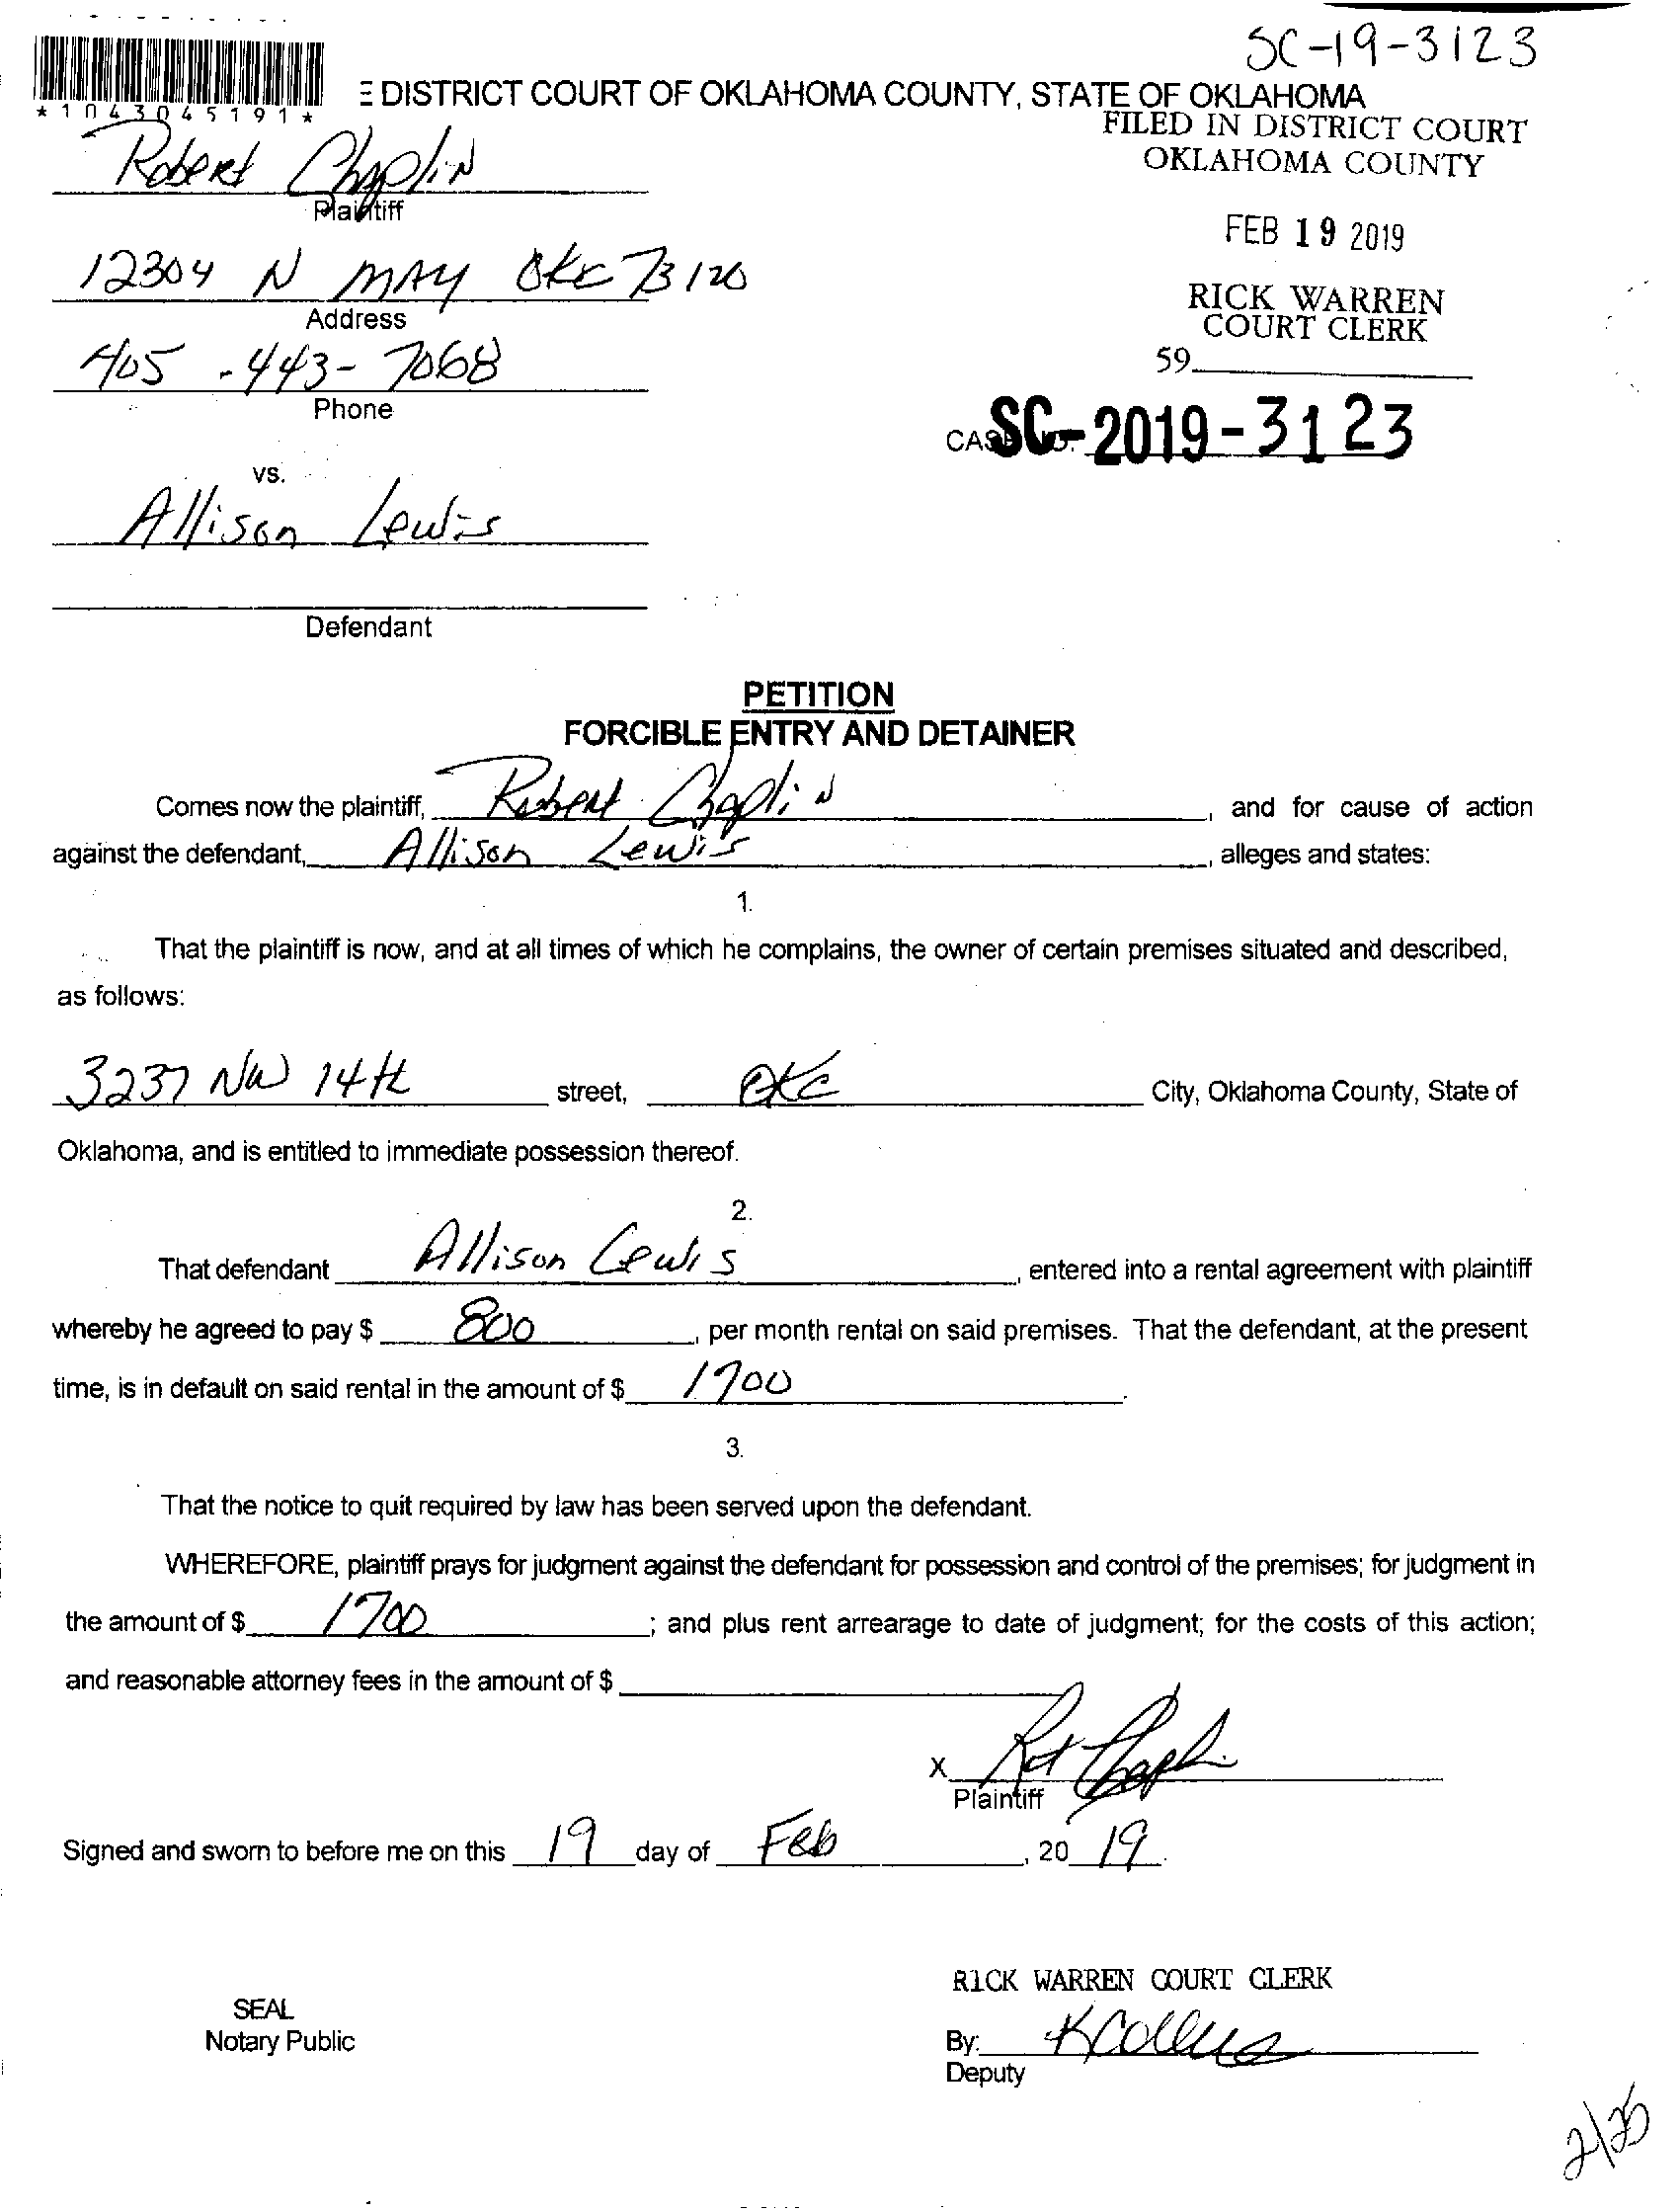 SC-19-3123
E DISTRICT COURT OF OKLAHOMA COUNTY, STATE OF OKLAHOMA
*1043045191*
FILED IN DISTRICT COURT
OKLAHOMA COUNTY
Robert Chaplin
Plaintiff
FEB 19 2019
12304 N MAY OKC 73120
Address
RICK WARREN
COURT CLERK
405-443-7068
Phone
59
CASE NO. SC-2019-3123
vs.
Allison Lewis
Defendant
PETITION
FORCIBLE ENTRY AND DETAINER
Comes now the plaintiff, Robert Chaplin, and for cause of action
against the defendant, Allison Lewis, alleges and states:
1.
That the plaintiff is now, and at all times of which he complains, the owner of certain premises situated and described,
as follows:
3237 NW 14th street, OKC City, Oklahoma County, State of
Oklahoma, and is entitled to immediate possession thereof.
2.
That defendant Allison Lewis, entered into a rental agreement with plaintiff
whereby he agreed to pay $ 800, per month rental on said premises. That the defendant, at the present
time, is in default on said rental in the amount of $ 1700.
3.
That the notice to quit required by law has been served upon the defendant.
WHEREFORE, plaintiff prays for judgment against the defendant for possession and control of the premises; for judgment in
the amount of $ 1700; and plus rent arrearage to date of judgment; for the costs of this action;
and reasonable attorney fees in the amount of $
X
Plaintiff
Signed and sworn to before me on this 19 day of Feb, 20 19.
RICK WARREN COURT CLERK
SEAL
Notary Public
By:
Deputy
2/25